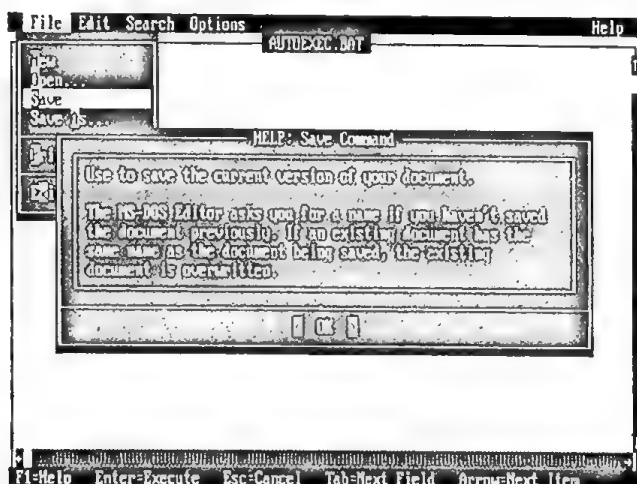 File Edit Search Options Help
AUTOEXEC.BAT
New
Open...
Save
Save As...
HELP: Save Command
Use to save the current version of your document.
The MS-DOS Editor asks you for a name if you haven't saved
the document previously. If an existing document has the
same name as the document being saved, the existing
document is overwritten.
OK
F1=Help Enter=Execute Esc=Cancel Tab=Next Field Arrow=Next Item